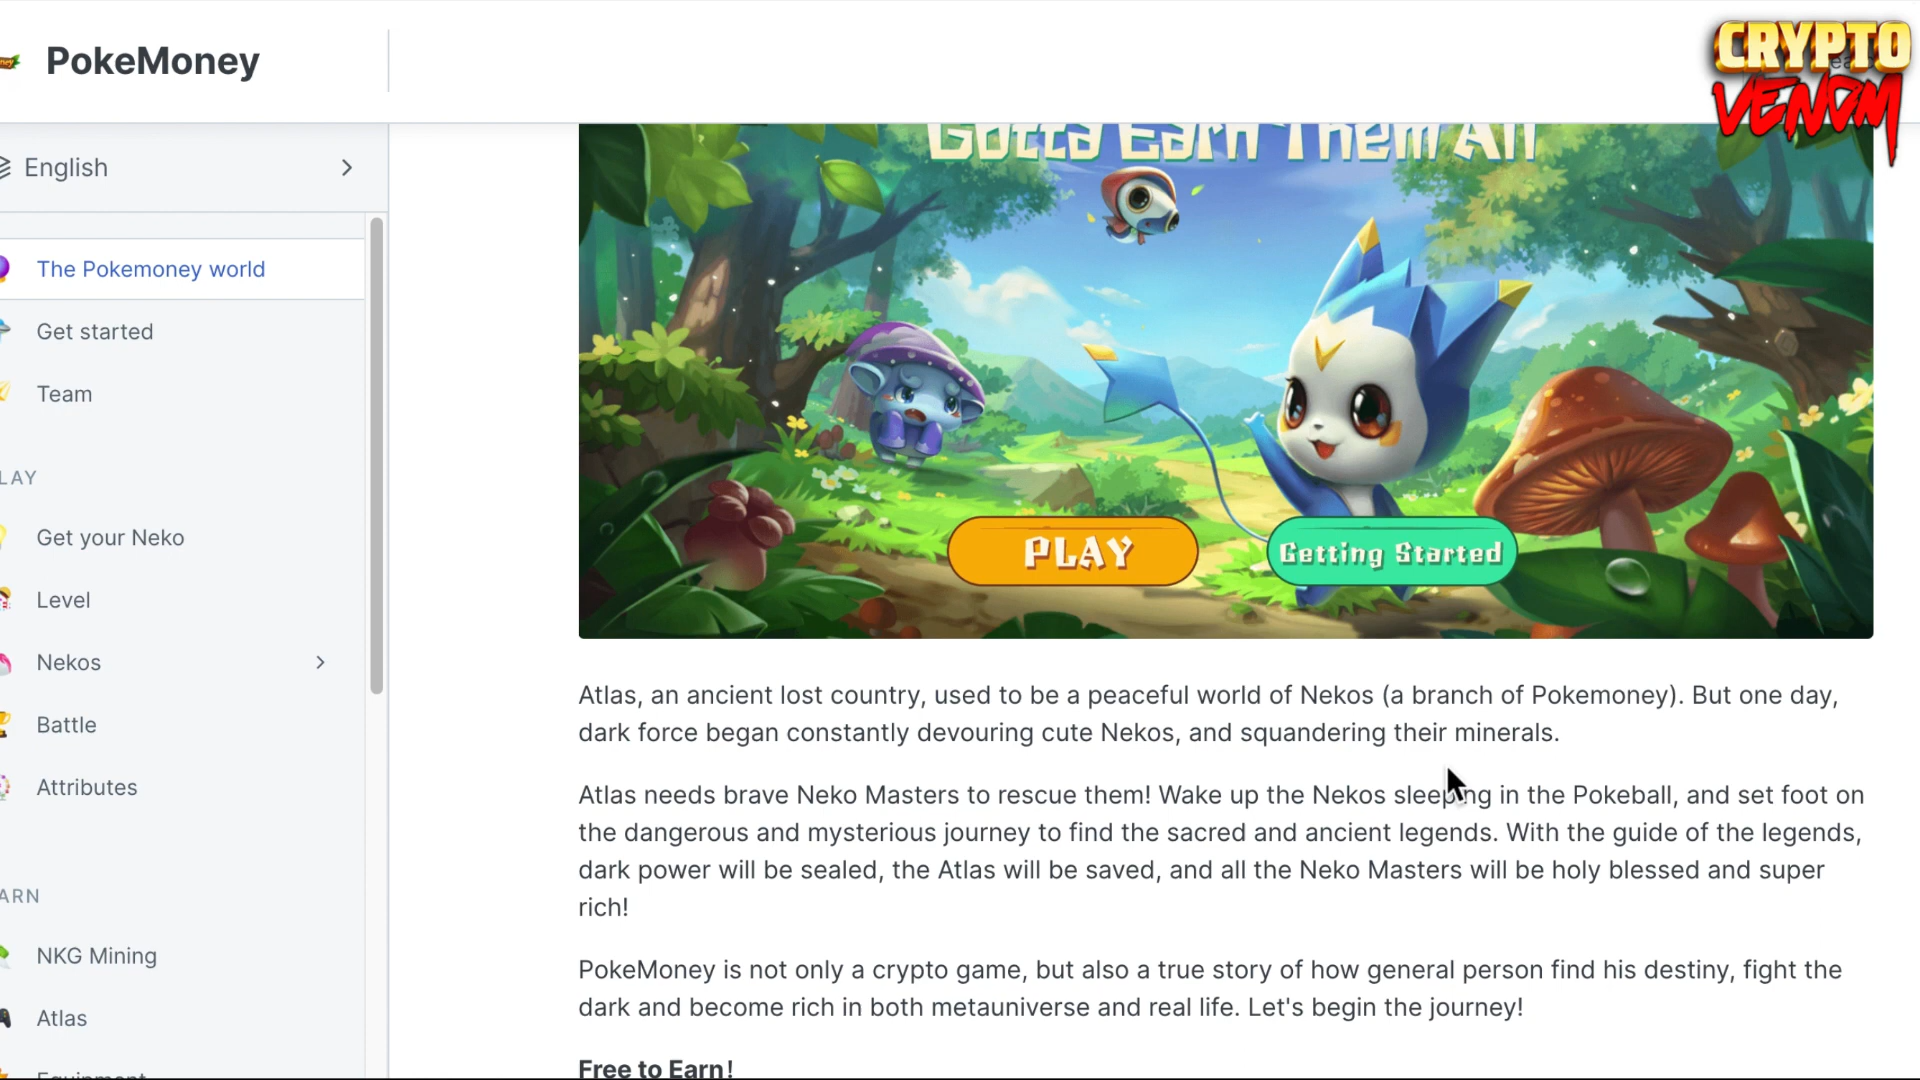 PokeMoney
CRYPTO
VENOM
English
The Pokemoney world
Get started
Team
LAY
Get your Neko
Level
Nekos
Battle
Attributes
ARN
NKG Mining
Atlas
Equipment
Gotta Earn Them All
PLAY
Getting Started
Atlas, an ancient lost country, used to be a peaceful world of Nekos (a branch of Pokemoney). But one day,
dark force began constantly devouring cute Nekos, and squandering their minerals.
Atlas needs brave Neko Masters to rescue them! Wake up the Nekos sleeping in the Pokeball, and set foot on
the dangerous and mysterious journey to find the sacred and ancient legends. With the guide of the legends,
dark power will be sealed, the Atlas will be saved, and all the Neko Masters will be holy blessed and super
rich!
PokeMoney is not only a crypto game, but also a true story of how general person find his destiny, fight the
dark and become rich in both metauniverse and real life. Let's begin the journey!
Free to Earn!